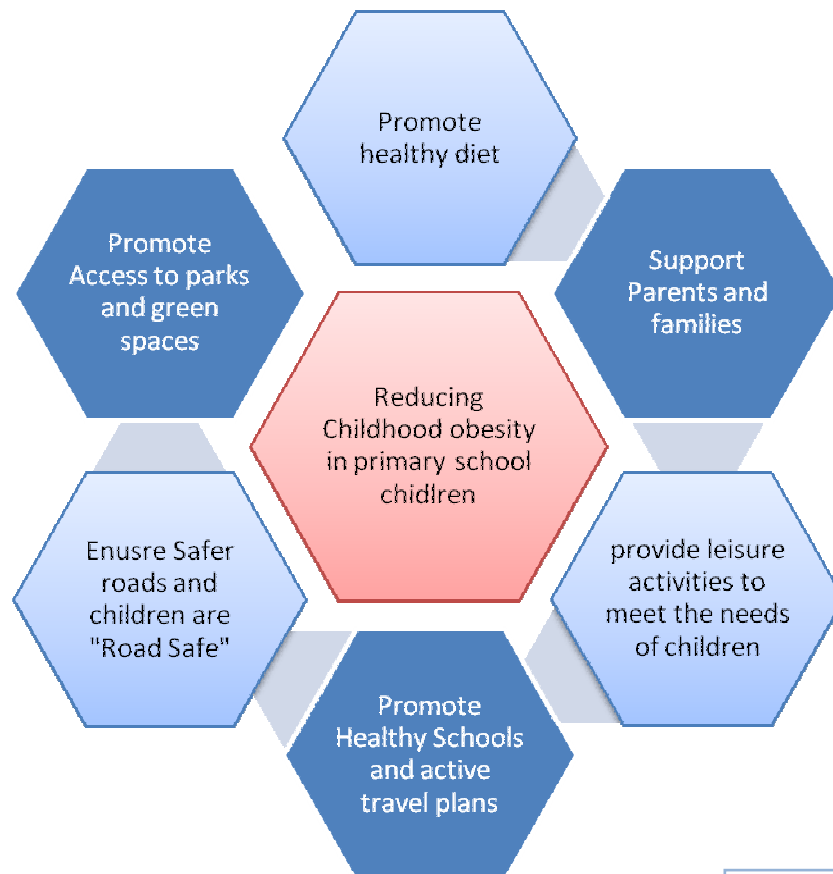 Promote
healthy diet
Support
Parents and
families
provide leisure
activities to
meet the needs
of children
Promote
Healthy Schools
and active
travel plans
Enusre Safer
roads and
children are
"Road Safe"
Promote
Access to parks
and green
spaces
Reducing
Childhood obesity
in primary school
chidlren